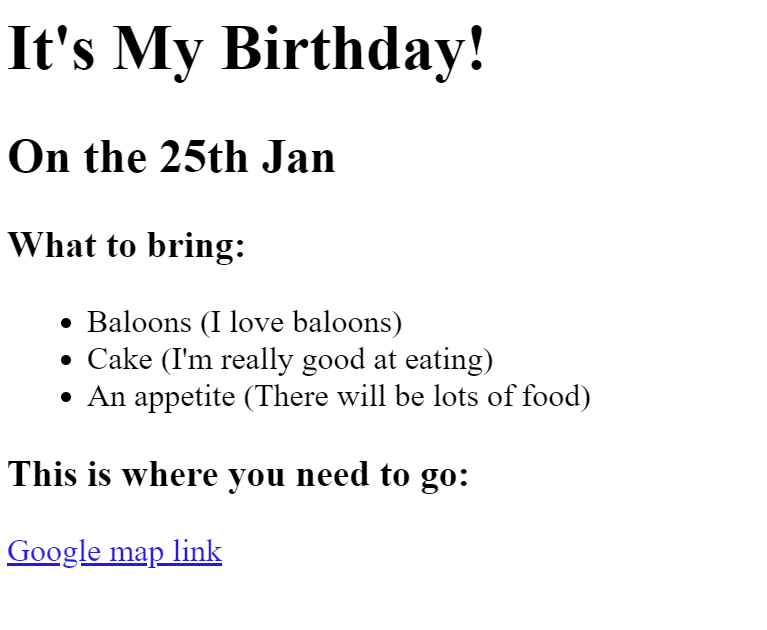 It's My Birthday!
On the 25th Jan
What to bring:
Baloons (I love baloons)
Cake (I'm really good at eating)
An appetite (There will be lots of food)
This is where you need to go:
Google map link